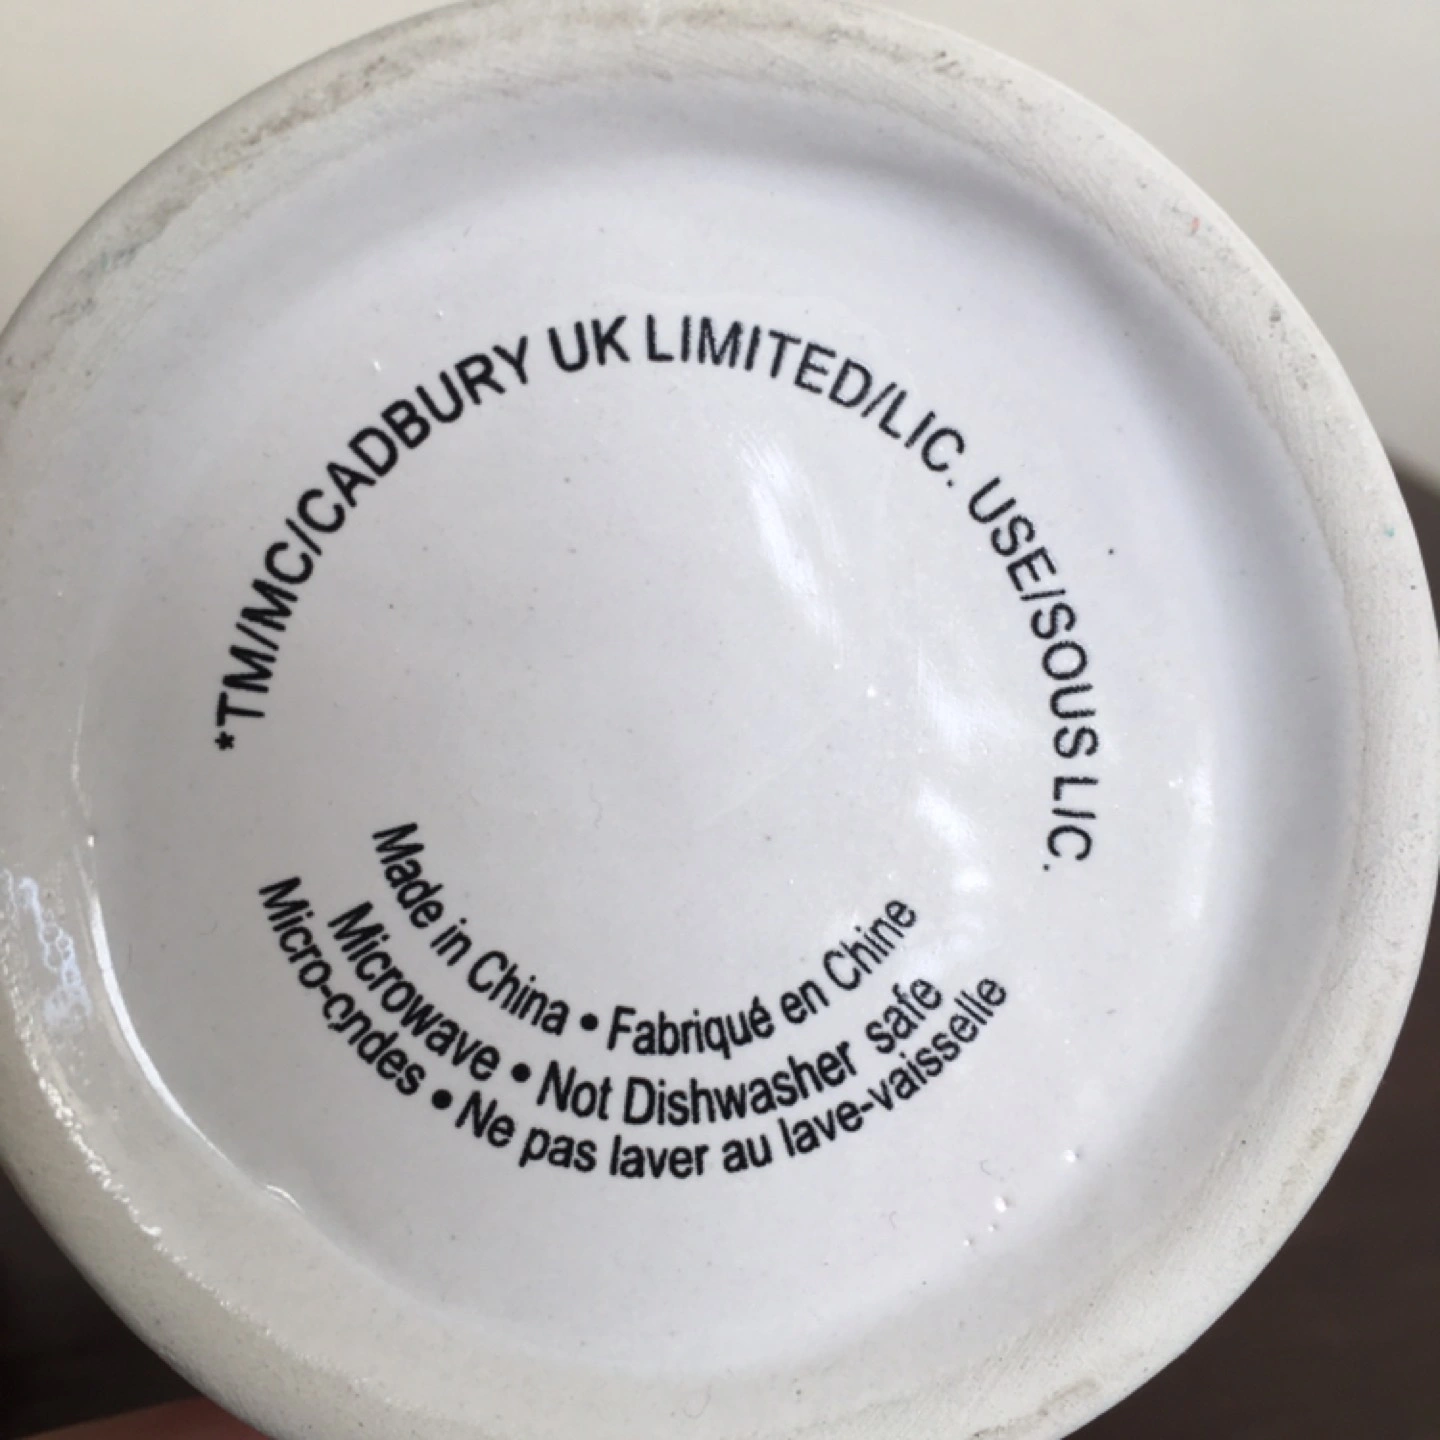 *TM/MC/CADBURY UK LIMITED/LIC. USE/SOUS LIC.
Made in China • Fabriqué en Chine
Microwave • Not Dishwasher safe
Micro-ondes • Ne pas laver au lave-vaisselle